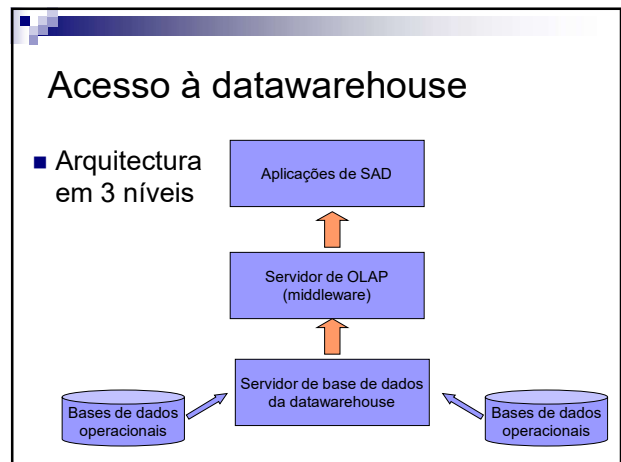 Acesso à datawarehouse
Arquitectura
em 3 níveis
Aplicações de SAD
Servidor de OLAP
(middleware)
Servidor de base de dados
da datawarehouse
Bases de dados
operacionais
Bases de dados
operacionais